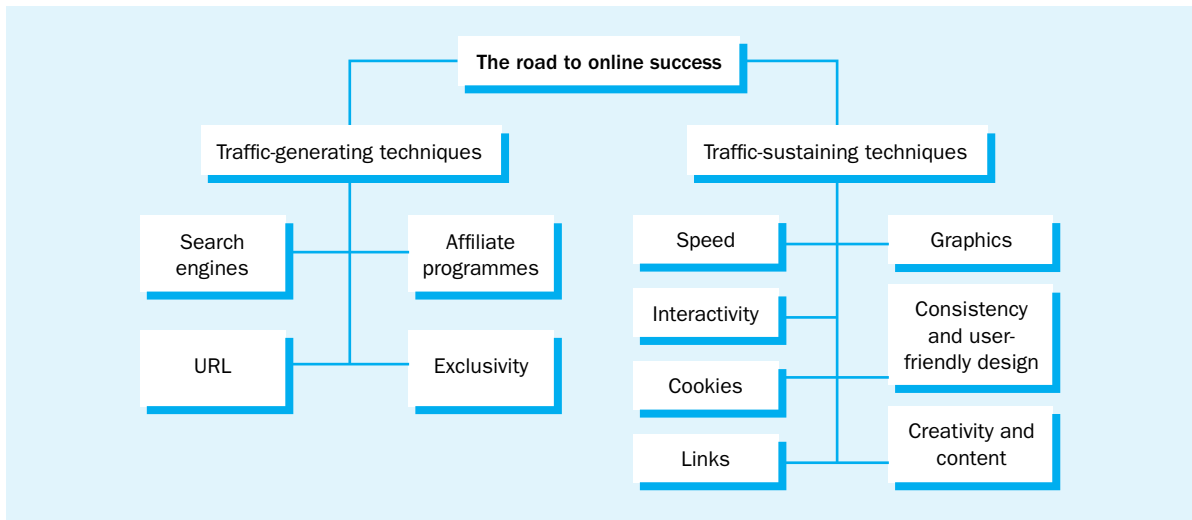 The road to online success
Traffic-generating techniques
Search
engines
Affiliate
programmes
URL
Exclusivity
Traffic-sustaining techniques
Speed
Graphics
Interactivity
Consistency
and user-
friendly design
Cookies
Links
Creativity and
content